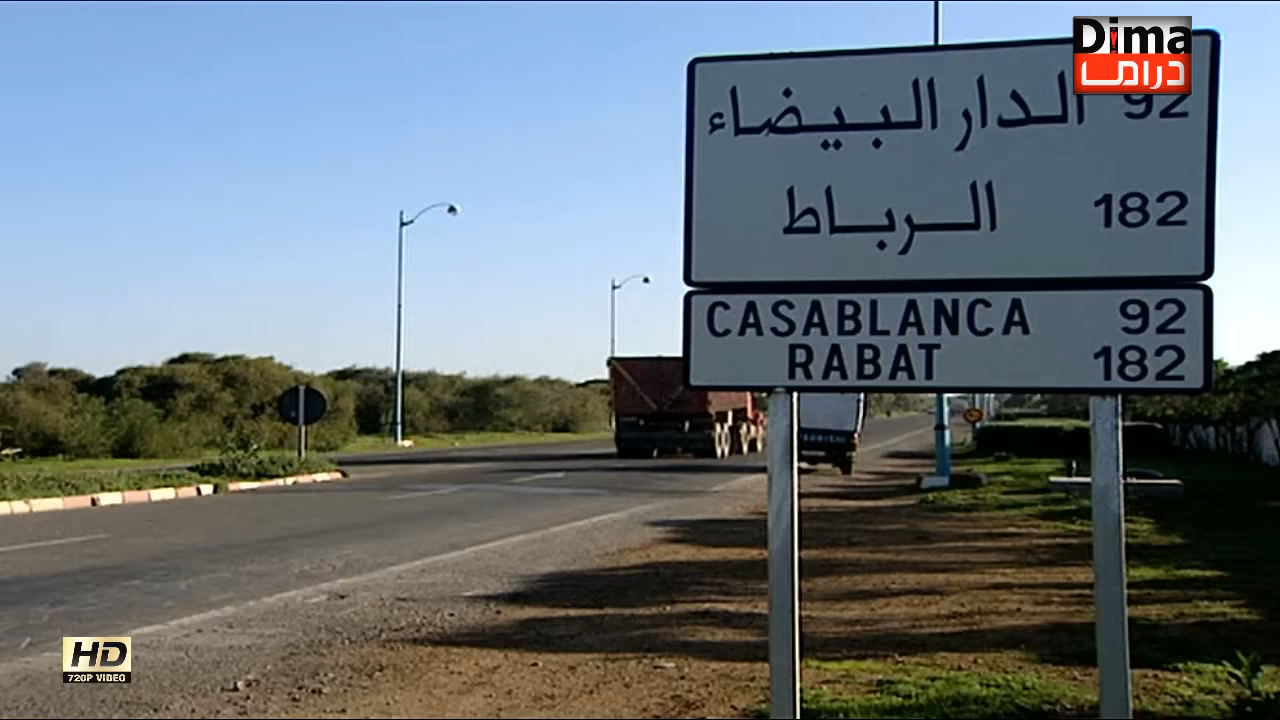 Dima
دراما
الدار البيضاء 92
الرباط 182
CASABLANCA 92
RABAT 182
HD
720P VIDEO